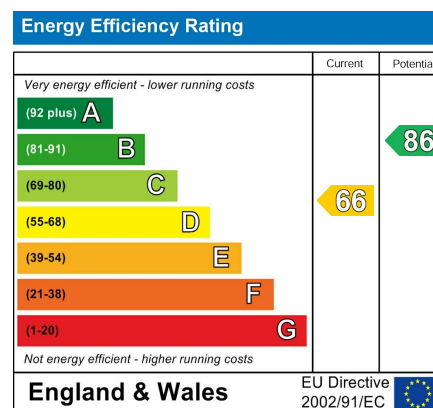 Energy Efficiency Rating
Current Potentia
Very energy efficient - lower running costs
(92 plus) A
(81-91) B
86
(69-80) C
66
(55-68) D
(39-54) E
(21-38) F
(1-20) G
Not energy efficient - higher running costs
England & Wales
EU Directive
2002/91/EC